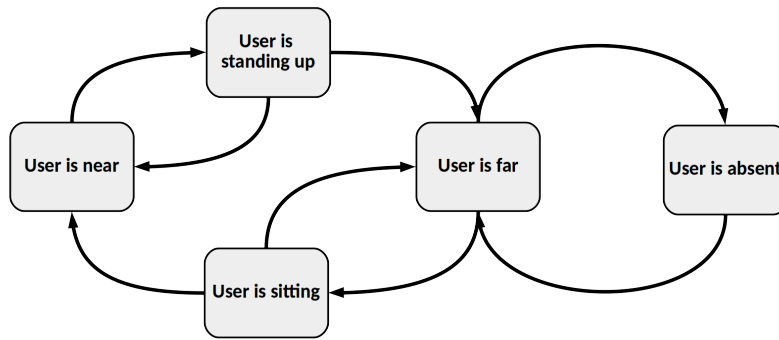 User is
standing up
User is near
User is far
User is absent
User is sitting